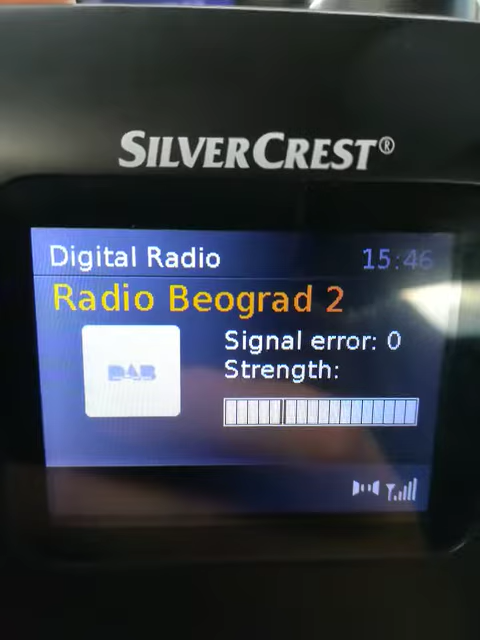 SILVERCREST®
Digital Radio 15:46
Radio Beograd 2
DAB
Signal error: 0
Strength: